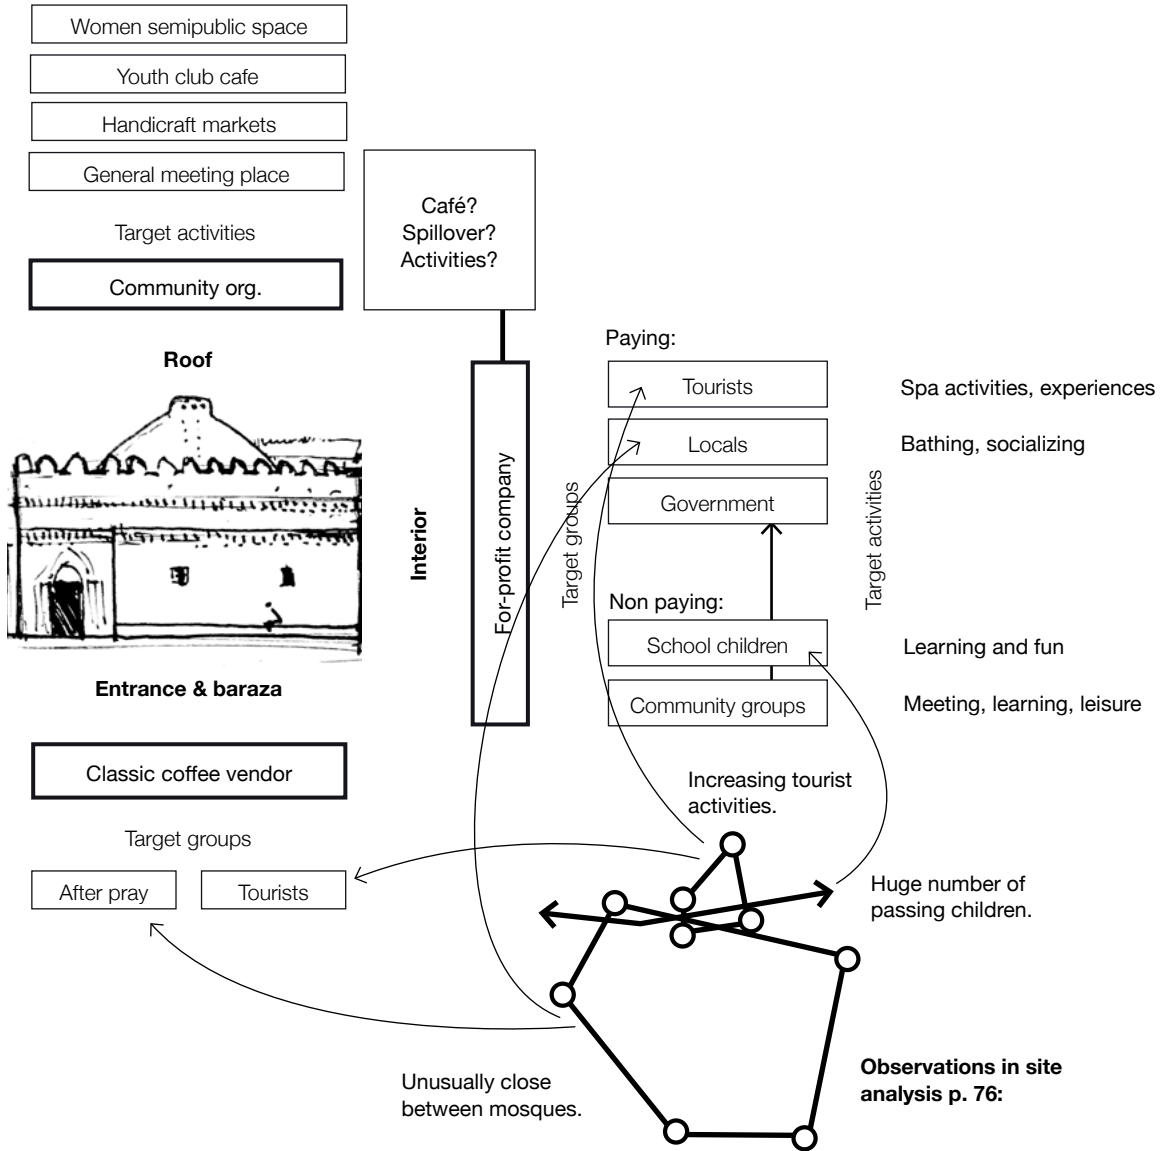 Women semipublic space
Youth club cafe
Handicraft markets
General meeting place
Target activities
Community org.
Café?
Spillover?
Activities?
Roof
Entrance & baraza
Classic coffee vendor
Target groups
After pray
Tourists
Interior
For-profit company
Target groups
Paying:
Tourists
Locals
Government
Non paying:
School children
Community groups
Target activities
Spa activities, experiences
Bathing, socializing
Learning and fun
Meeting, learning, leisure
Increasing tourist
activities.
Huge number of
passing children.
Unusually close
between mosques.
Observations in site
analysis p. 76: